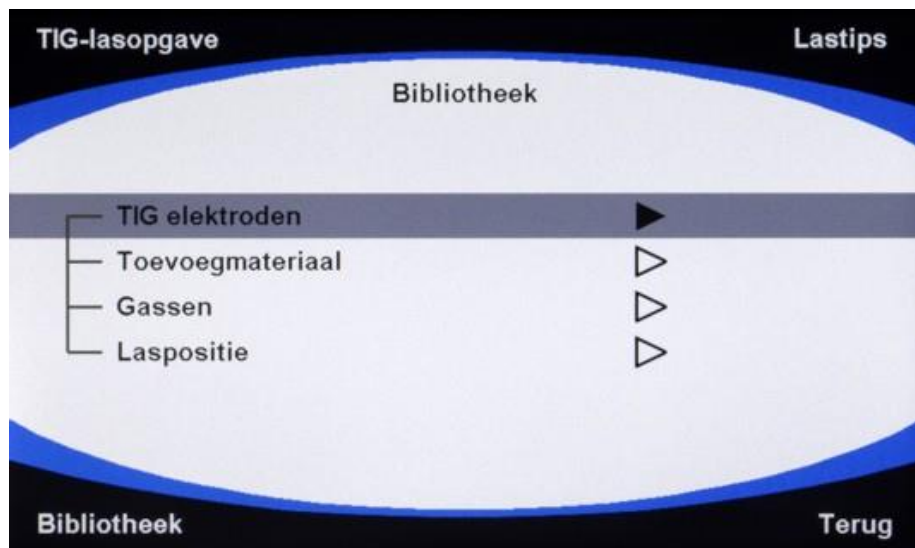 TIG-lasopgave Lastips
Bibliotheek
TIG elektroden
Toevoegmateriaal
Gassen
Laspositie
Bibliotheek Terug